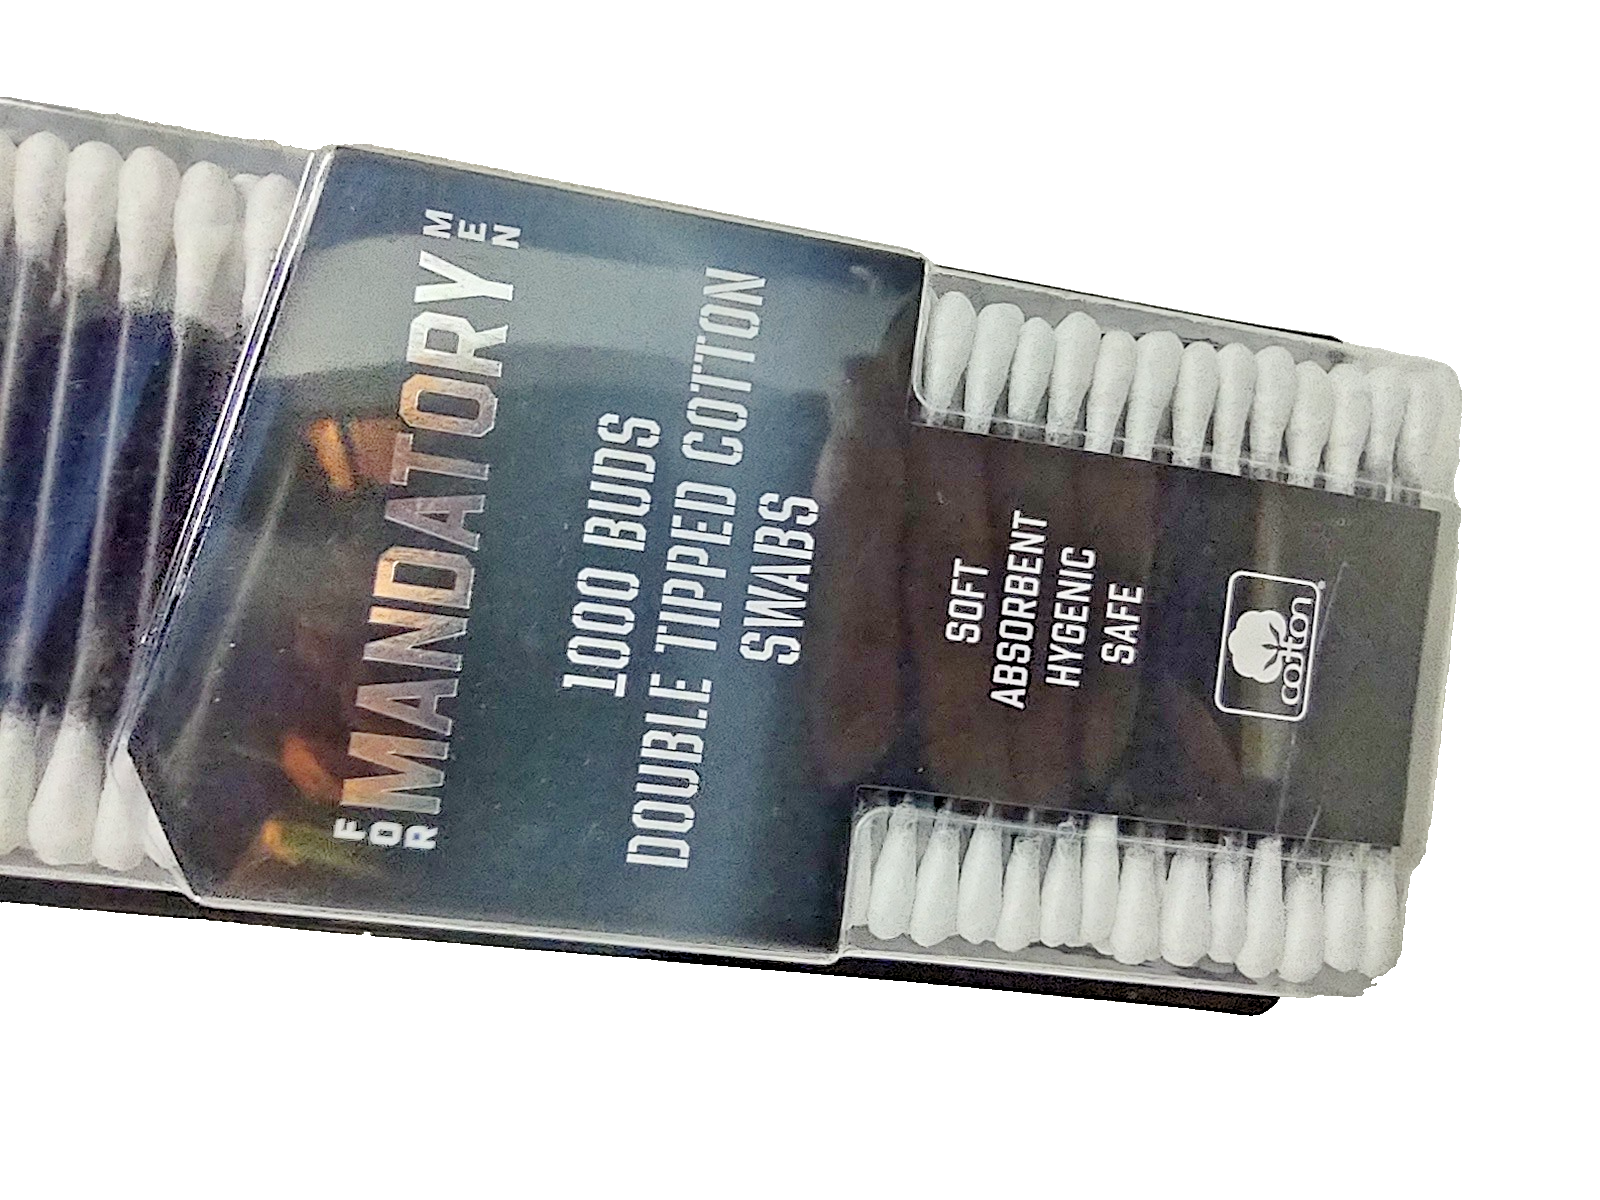 FOR MANDATORY MEN
1000 BUDS
DOUBLE TIPPED COTTON
SWABS
SOFT
ABSORBENT
HYGENIC
SAFE
cotton